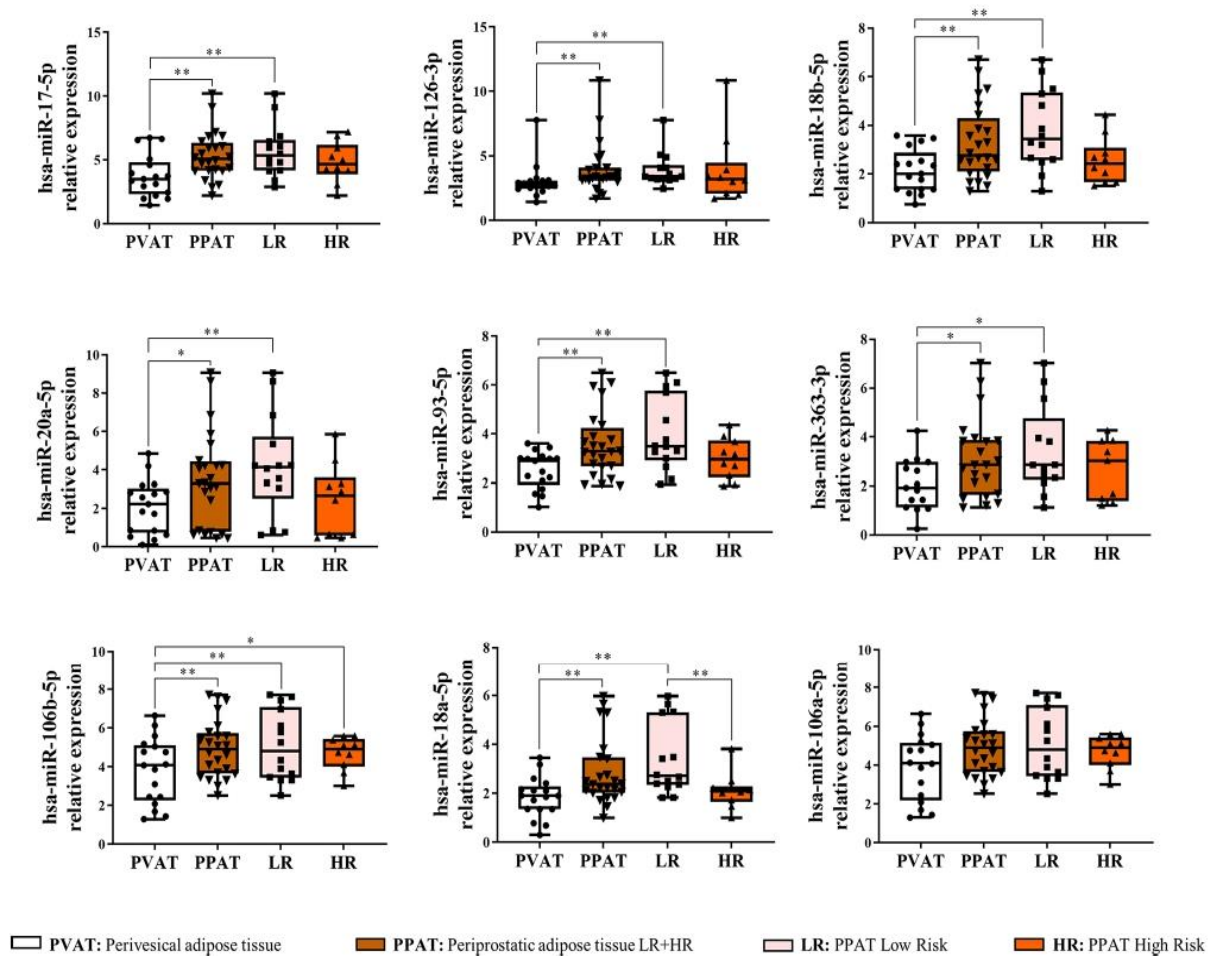 hsa-miR-17-5p
relative expression
15
10
5
0
**
**
PVAT PPAT LR HR
hsa-miR-126-3p
relative expression
15
10
5
0
**
**
PVAT PPAT LR HR
hsa-miR-18b-5p
relative expression
8
6
4
2
0
**
**
PVAT PPAT LR HR
hsa-miR-20a-5p
relative expression
10
8
6
4
2
0
**
*
PVAT PPAT LR HR
hsa-miR-93-5p
relative expression
8
6
4
2
0
**
**
PVAT PPAT LR HR
hsa-miR-363-3p
relative expression
8
6
4
2
0
*
*
PVAT PPAT LR HR
hsa-miR-106b-5p
relative expression
10
8
6
4
2
0
*
**
**
PVAT PPAT LR HR
hsa-miR-18a-5p
relative expression
8
6
4
2
0
**
** **
PVAT PPAT LR HR
hsa-miR-106a-5p
relative expression
10
8
6
4
2
0
PVAT PPAT LR HR
PVAT: Perivesical adipose tissue PPAT: Periprostatic adipose tissue LR+HR LR: PPAT Low Risk HR: PPAT High Risk